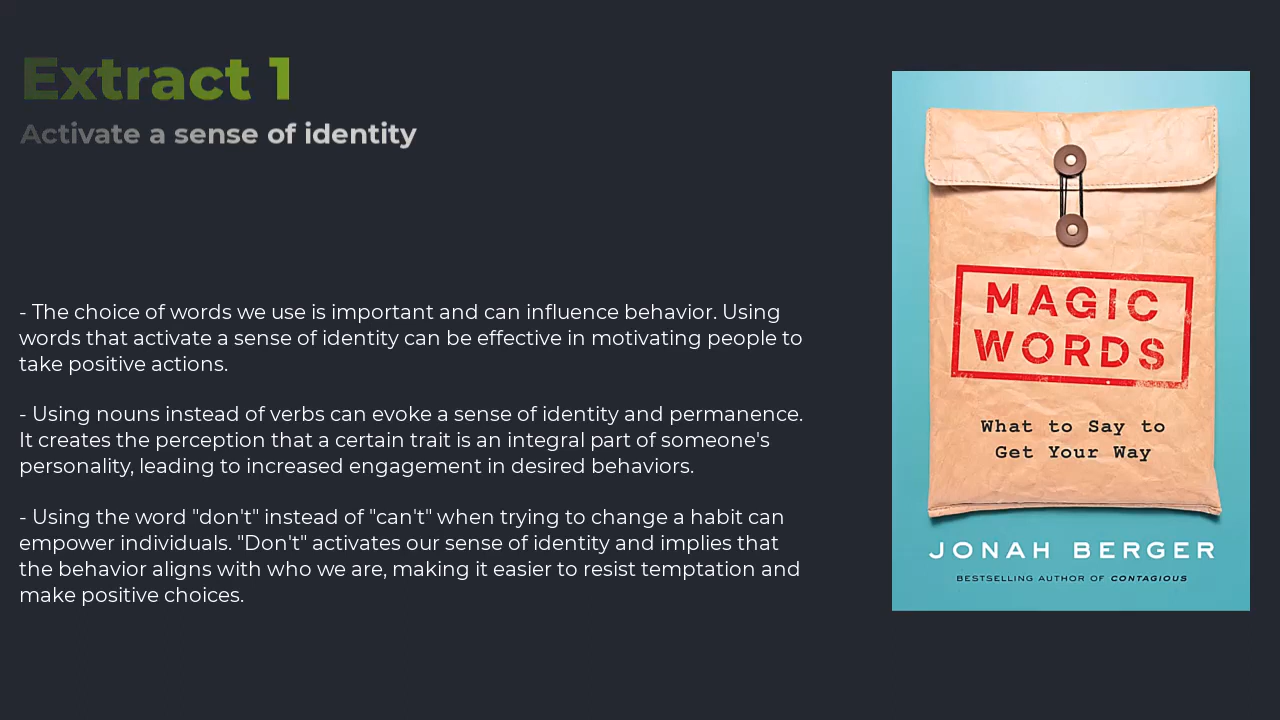 Extract 1
Activate a sense of identity
- The choice of words we use is important and can influence behavior. Using
words that activate a sense of identity can be effective in motivating people to
take positive actions.
- Using nouns instead of verbs can evoke a sense of identity and permanence.
It creates the perception that a certain trait is an integral part of someone's
personality, leading to increased engagement in desired behaviors.
- Using the word "don't" instead of "can't" when trying to change a habit can
empower individuals. "Don't" activates our sense of identity and implies that
the behavior aligns with who we are, making it easier to resist temptation and
make positive choices.
MAGIC
WORDS
What to Say to
Get Your Way
JONAH BERGER
BESTSELLING AUTHOR OF CONTAGIOUS